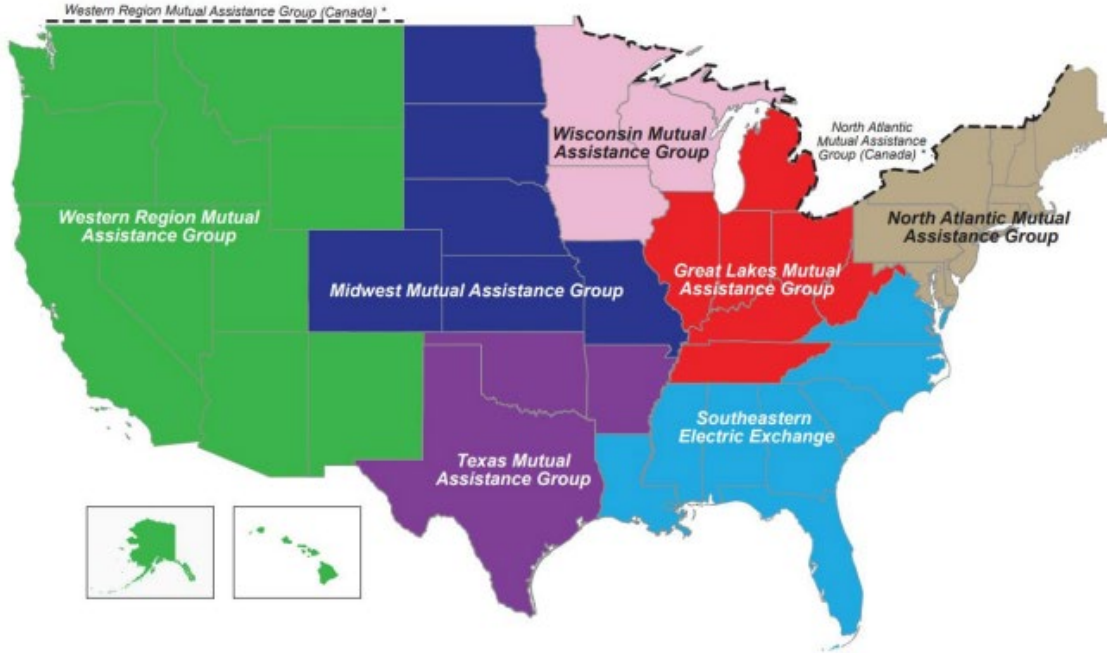 Western Region Mutual Assistance Group (Canada) *
Wisconsin Mutual
Assistance Group
North Atlantic
Mutual Assistance
Group (Canada) *
Western Region Mutual
Assistance Group
North Atlantic Mutual
Assistance Group
Midwest Mutual Assistance Group
Great Lakes Mutual
Assistance Group
Southeastern
Electric Exchange
Texas Mutual
Assistance Group